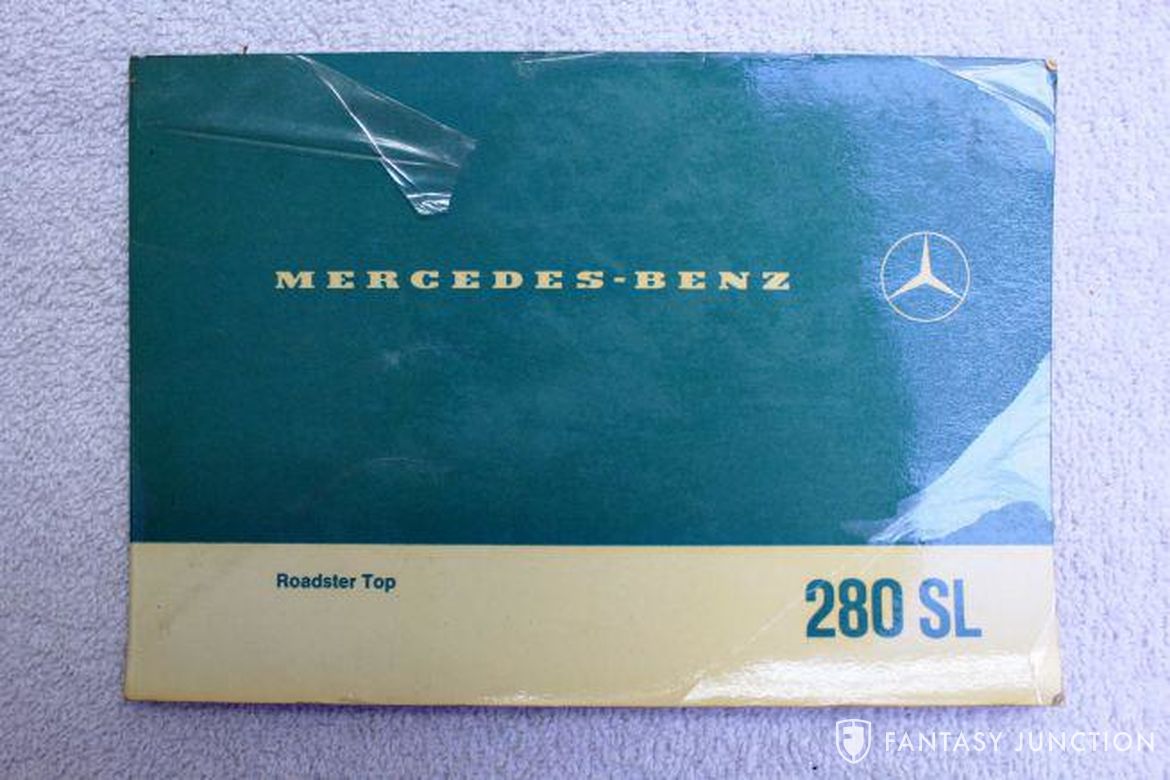 MERCEDES-BENZ
Roadster Top
280 SL
FANTASY JUNCTION